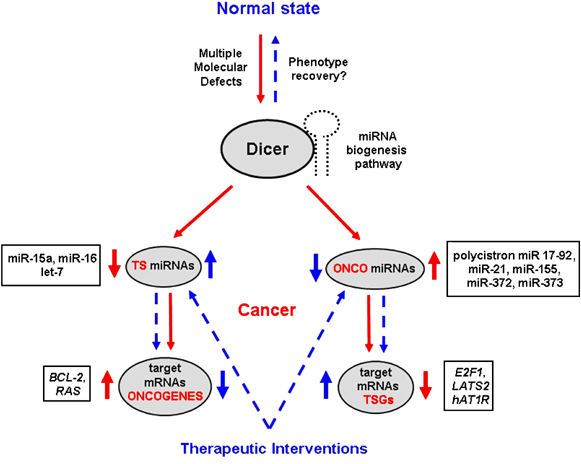 Normal state
Multiple
Molecular
Defects
Phenotype
recovery?
Dicer
miRNA
biogenesis
pathway
miR-15a, miR-16
let-7
TS miRNAs
ONCO miRNAs
polycistron miR 17-92,
miR-21, miR-155,
miR-372, miR-373
Cancer
BCL-2,
RAS
target
mRNAs
ONCOGENES
target
mRNAs
TSGs
E2F1,
LATS2
hAT1R
Therapeutic Interventions